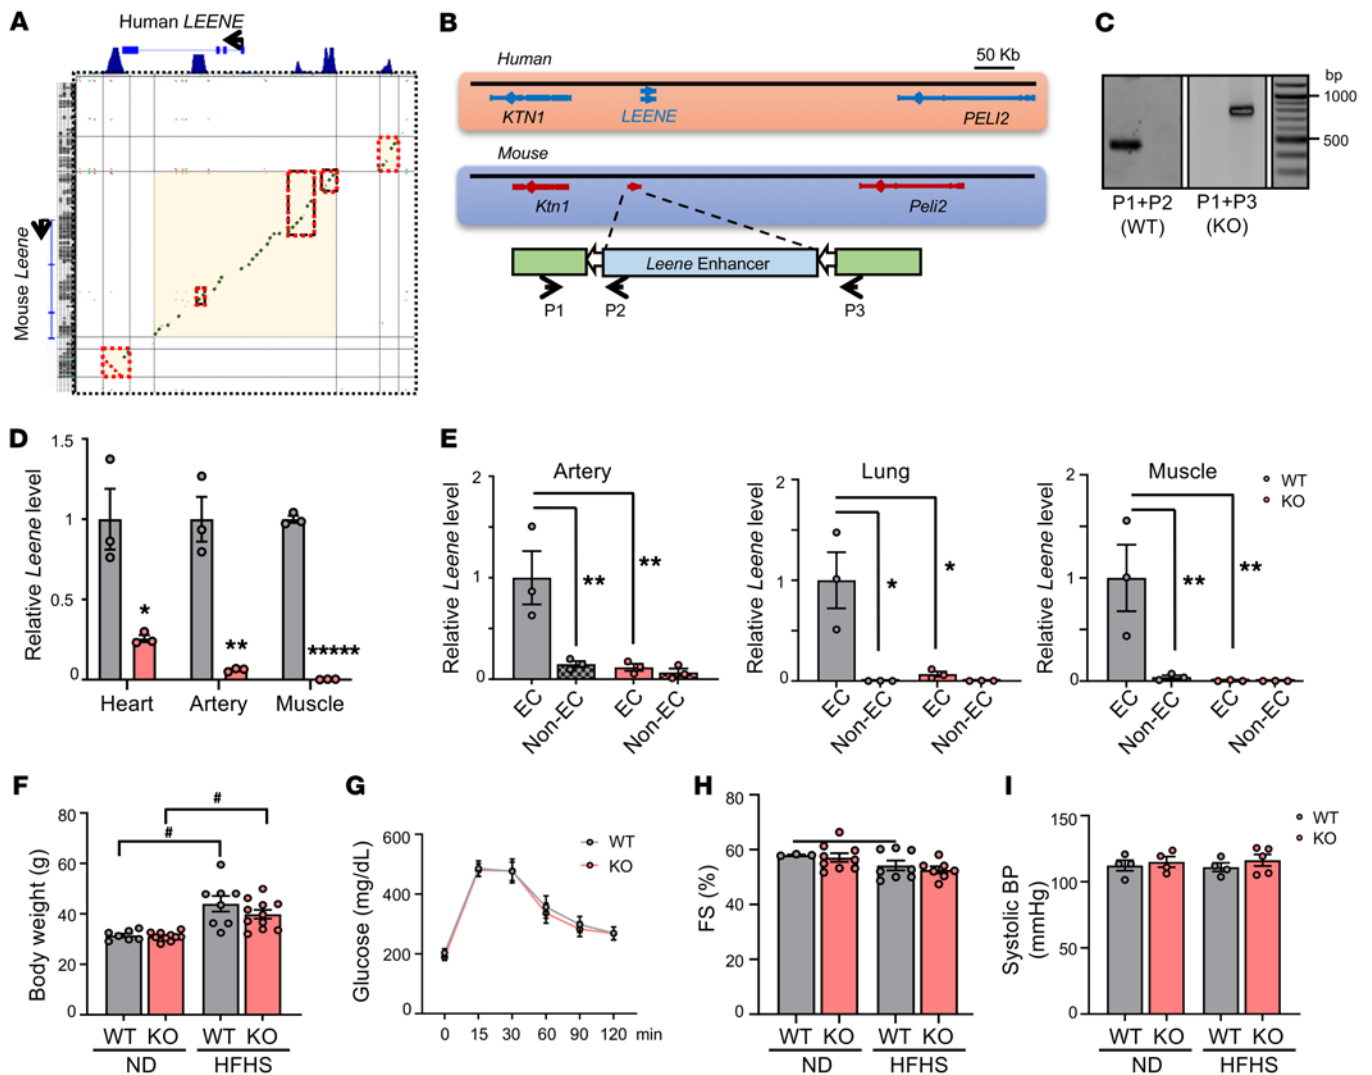 A
Human LEENE
Mouse Leene
B
50 Kb
Human
KTN1
LEENE
PELI2
Mouse
Ktn1
Peli2
Leene Enhancer
P1
P2
P3
C
bp
1000
500
P1+P2
(WT)
P1+P3
(KO)
D
Relative Leene level
1.5
1
0.5
0
*
**
*****
Heart
Artery
Muscle
E
Artery
Relative Leene level
2
1
0
**
**
EC
Non-EC
EC
Non-EC
Lung
Relative Leene level
2
1
0
*
*
EC
Non-EC
EC
Non-EC
Muscle
Relative Leene level
2
1
0
**
**
EC
Non-EC
EC
Non-EC
WT
KO
F
Body weight (g)
80
60
40
20
0
#
#
WT KO WT KO
ND HFHS
G
Glucose (mg/dL)
600
400
200
0
WT
KO
0 15 30 60 90 120 min
H
FS (%)
80
60
40
20
0
WT KO WT KO
ND HFHS
I
Systolic BP
(mmHg)
150
100
50
0
WT
KO
WT KO WT KO
ND HFHS